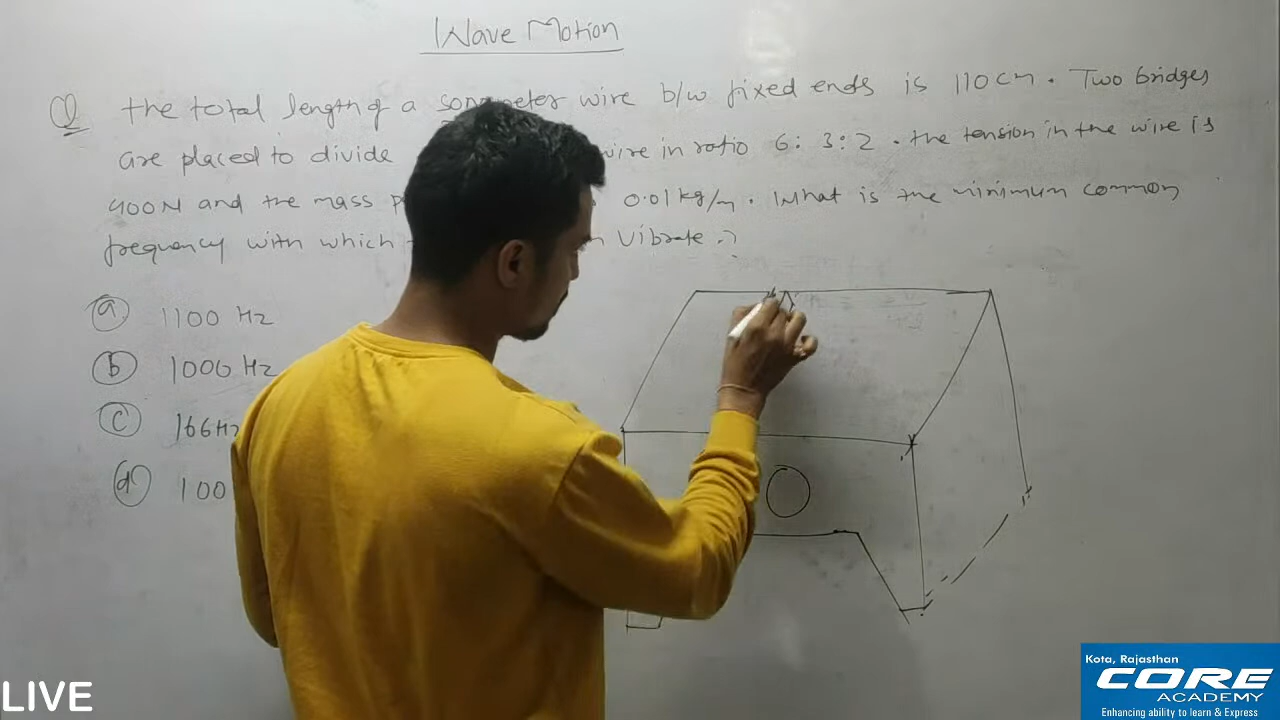 Wave Motion
Q the total length of a sonometer wire b/w fixed ends is 110cm. Two bridges
are placed to divide wire in ratio 6:3:2. the tension in the wire is
400N and the mass p 0.01kg/m. What is the minimum common
frequency with which n Vibrate.?
(a) 1100 Hz
(b) 1000 Hz
(c) 166Hz
(d) 100
LIVE
Kota, Rajasthan
CORE
ACADEMY
Enhancing ability to learn & Express